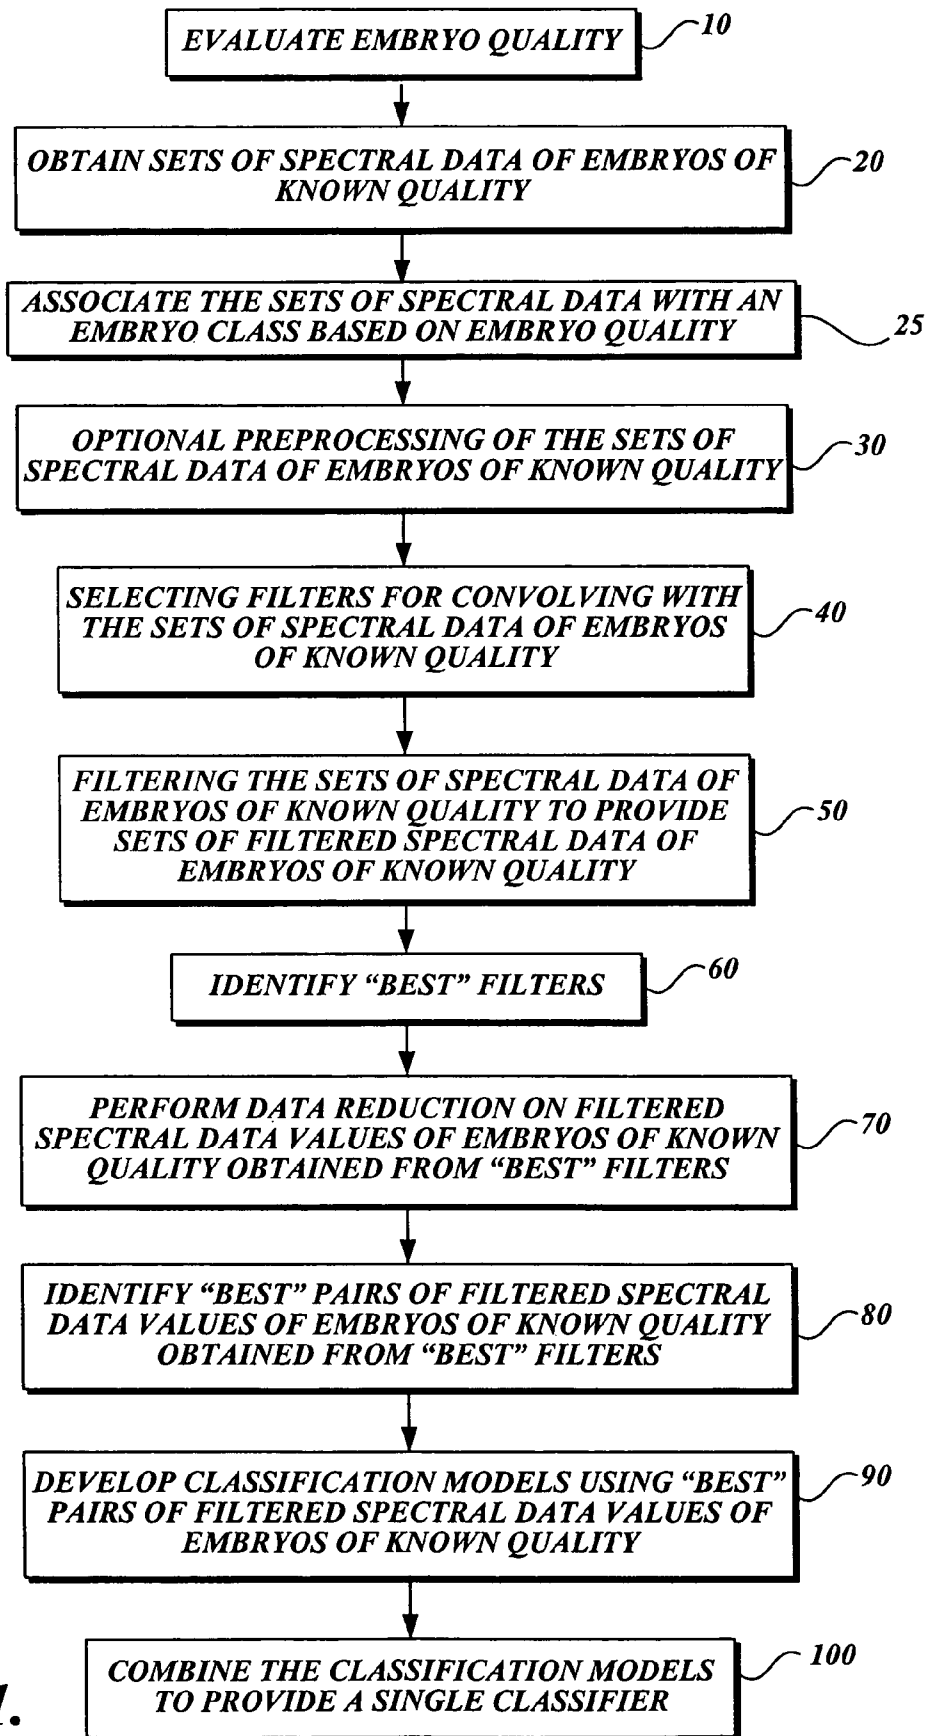 EVALUATE EMBRYO QUALITY
10
OBTAIN SETS OF SPECTRAL DATA OF EMBRYOS OF
KNOWN QUALITY
20
ASSOCIATE THE SETS OF SPECTRAL DATA WITH AN
EMBRYO CLASS BASED ON EMBRYO QUALITY
25
OPTIONAL PREPROCESSING OF THE SETS OF
SPECTRAL DATA OF EMBRYOS OF KNOWN QUALITY
30
SELECTING FILTERS FOR CONVOLVING WITH
THE SETS OF SPECTRAL DATA OF EMBRYOS
OF KNOWN QUALITY
40
FILTERING THE SETS OF SPECTRAL DATA OF
EMBRYOS OF KNOWN QUALITY TO PROVIDE
SETS OF FILTERED SPECTRAL DATA OF
EMBRYOS OF KNOWN QUALITY
50
IDENTIFY “BEST” FILTERS
60
PERFORM DATA REDUCTION ON FILTERED
SPECTRAL DATA VALUES OF EMBRYOS OF KNOWN
QUALITY OBTAINED FROM “BEST” FILTERS
70
IDENTIFY “BEST” PAIRS OF FILTERED SPECTRAL
DATA VALUES OF EMBRYOS OF KNOWN QUALITY
OBTAINED FROM “BEST” FILTERS
80
DEVELOP CLASSIFICATION MODELS USING “BEST”
PAIRS OF FILTERED SPECTRAL DATA VALUES OF
EMBRYOS OF KNOWN QUALITY
90
COMBINE THE CLASSIFICATION MODELS
TO PROVIDE A SINGLE CLASSIFIER
100